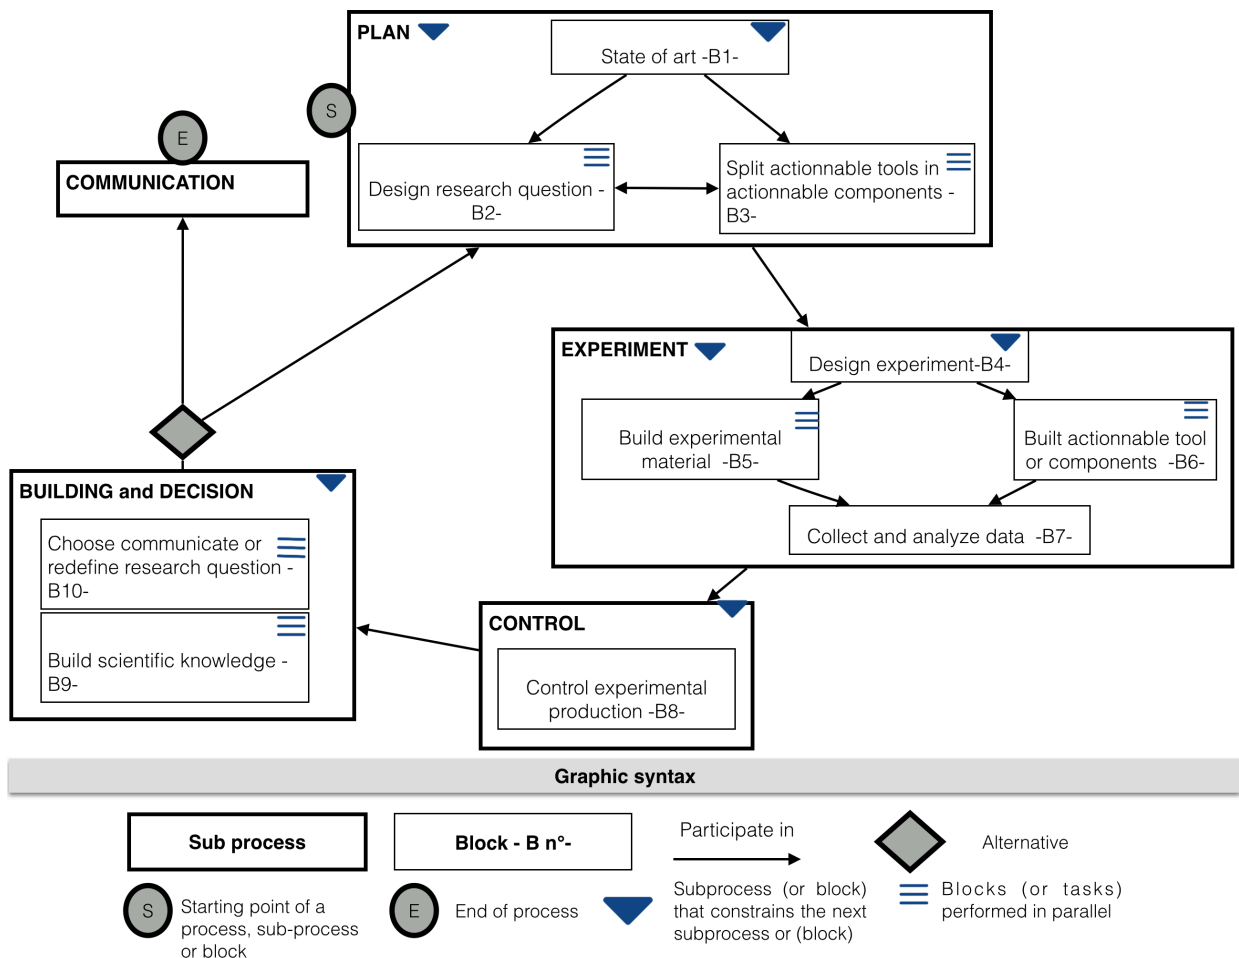 PLAN
State of art -B1-
S
Design research question -
B2-
Split actionnable tools in
actionnable components -
B3-
E
COMMUNICATION
EXPERIMENT
Design experiment-B4-
Build experimental
material -B5-
Built actionnable tool
or components -B6-
Collect and analyze data -B7-
BUILDING and DECISION
Choose communicate or
redefine research question -
B10-
Build scientific knowledge -
B9-
CONTROL
Control experimental
production -B8-
Graphic syntax
Sub process
Block - B n°-
Participate in
Alternative
S
Starting point of a
process, sub-process
or block
E
End of process
Subprocess (or block)
that constrains the next
subprocess or (block)
Blocks (or tasks)
performed in parallel